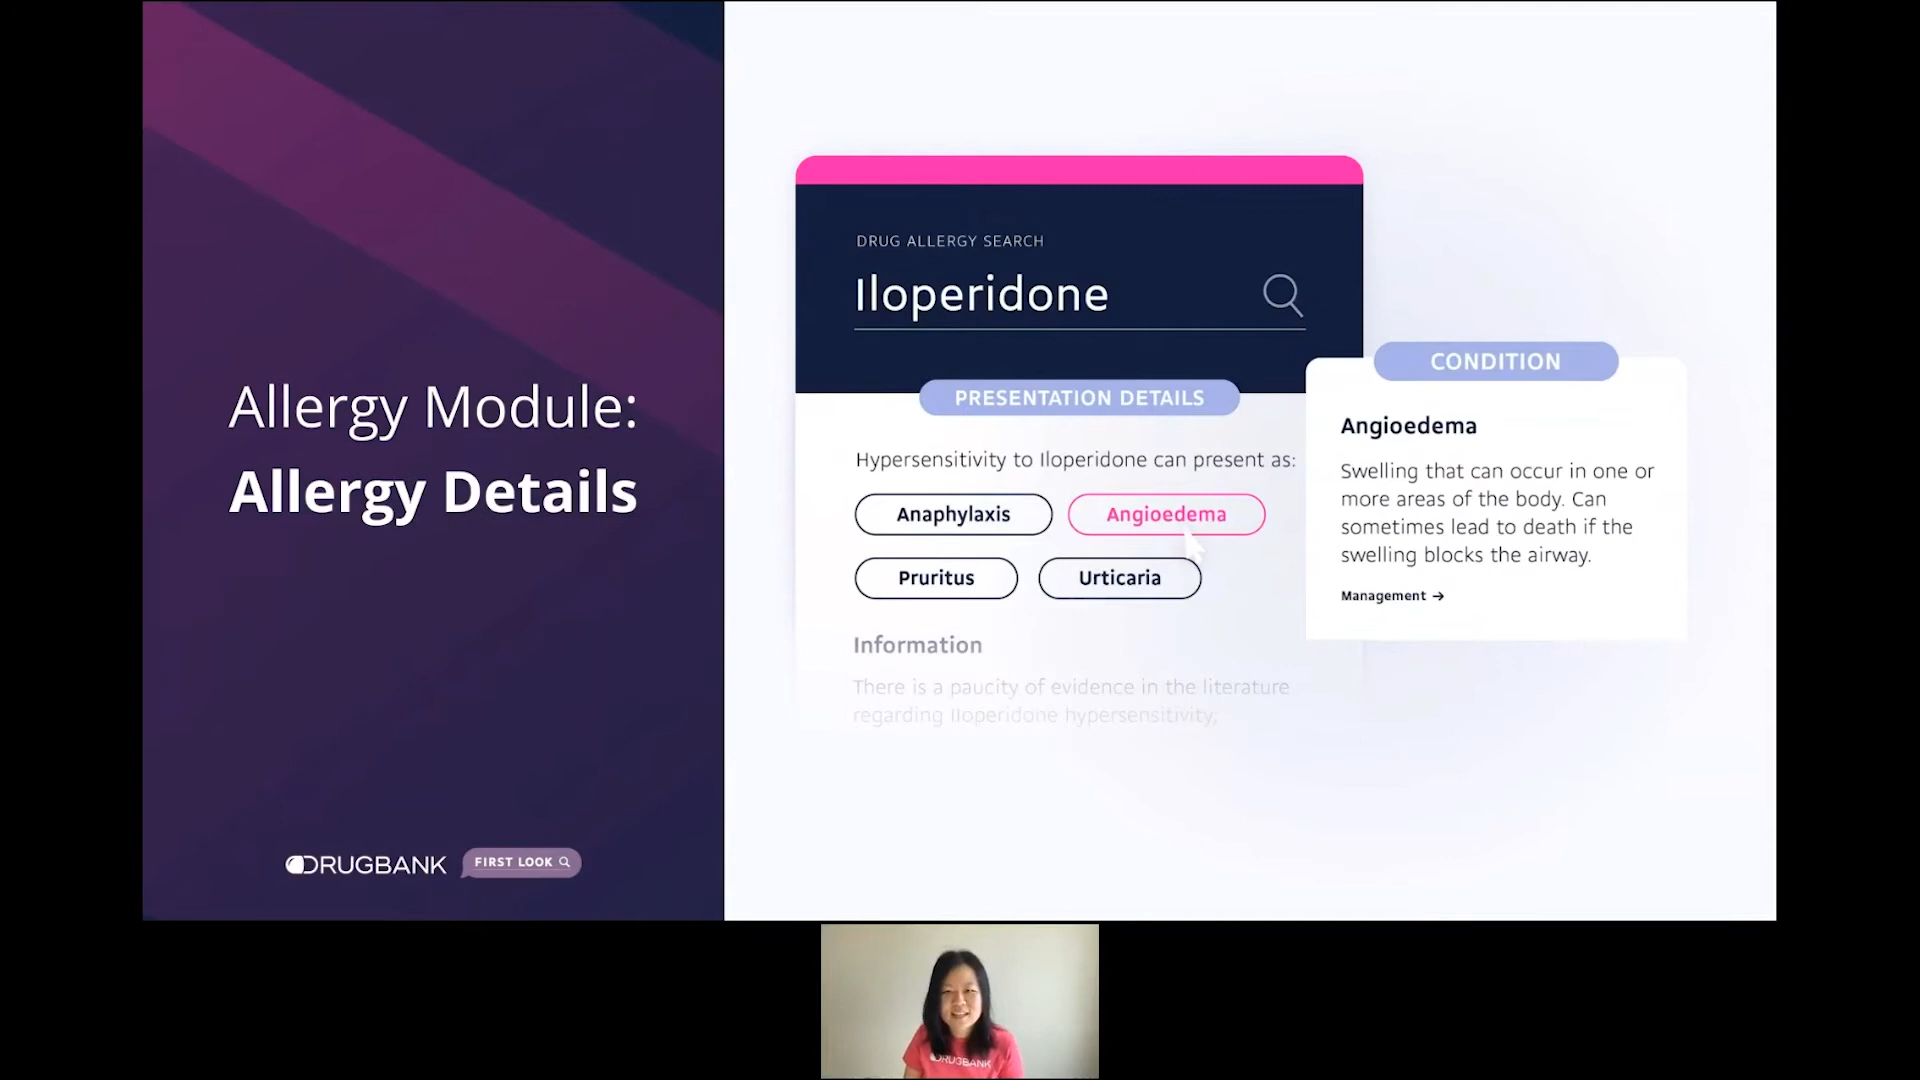 Allergy Module:
Allergy Details
DRUGBANK
FIRST LOOK
DRUG ALLERGY SEARCH
Iloperidone
PRESENTATION DETAILS
Hypersensitivity to Iloperidone can present as:
Anaphylaxis
Angioedema
Pruritus
Urticaria
Information
There is a paucity of evidence in the literature
regarding Iloperidone hypersensitivity;
CONDITION
Angioedema
Swelling that can occur in one or
more areas of the body. Can
sometimes lead to death if the
swelling blocks the airway.
Management →
DRUGBANK